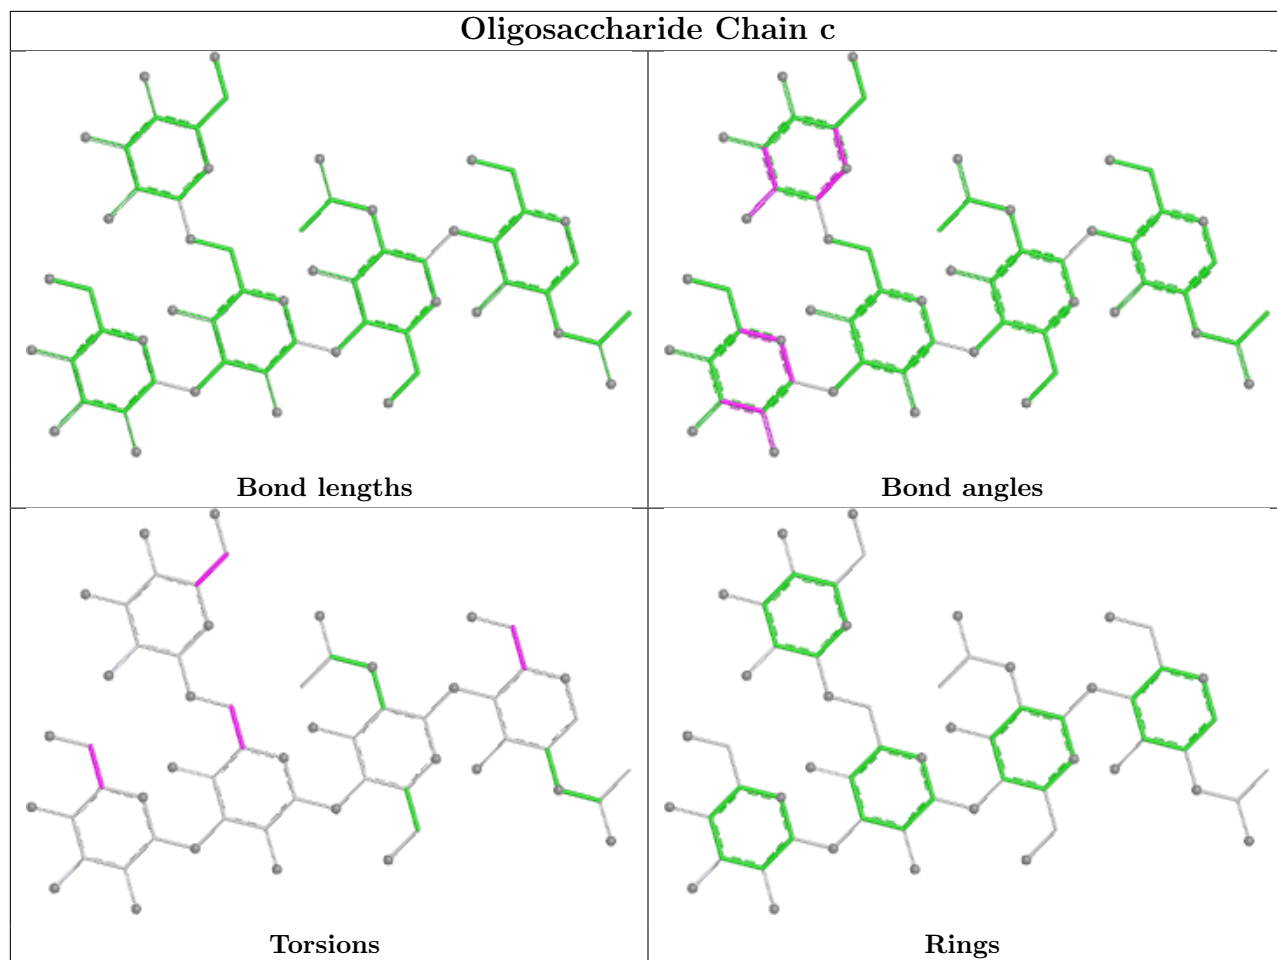 Oligosaccharide Chain c
Bond lengths
Bond angles
Torsions
Rings